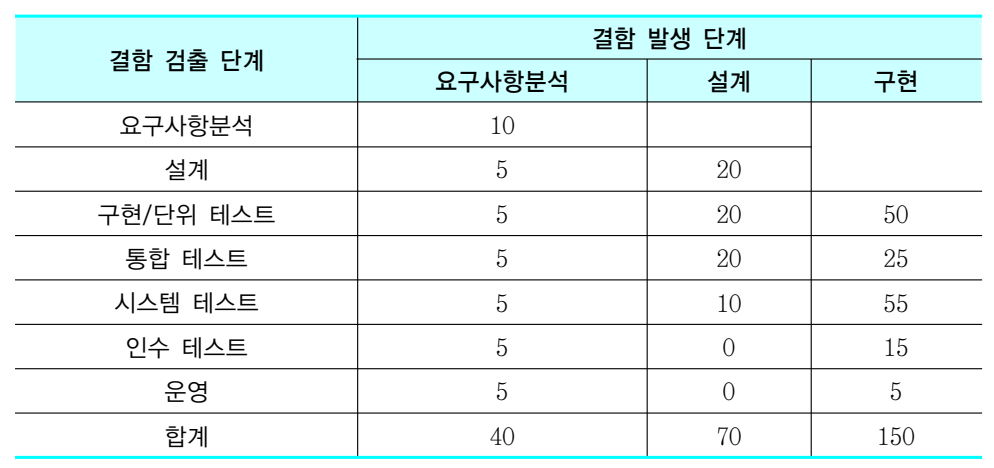 결함 검출 단계 결함 발생 단계
요구사항분석 설계 구현
요구사항분석 10
설계 5 20
구현/단위 테스트 5 20 50
통합 테스트 5 20 25
시스템 테스트 5 10 55
인수 테스트 5 0 15
운영 5 0 5
합계 40 70 150